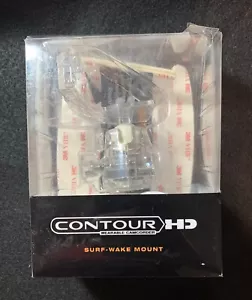 CONTOUR HD
WEARABLE CAMCORDER
SURF-WAKE MOUNT